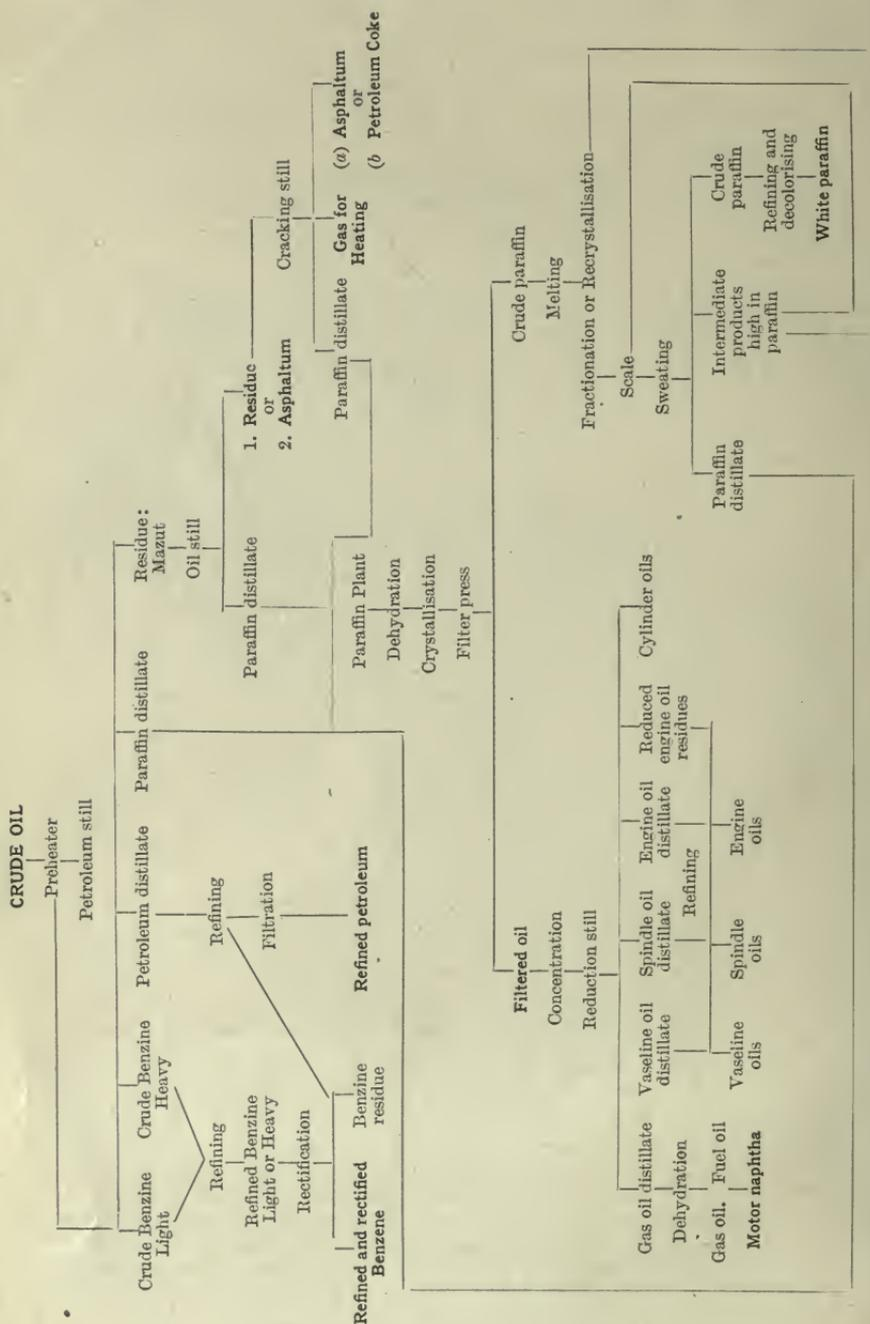 CRUDE OIL
Preheater
Petroleum still
Crude Benzine
Light
Crude Benzine
Heavy
Petroleum distillate
Paraffin distillate
Residue:
Mazut
Oil still
Refining
Refined Benzine
Light or Heavy
Rectification
Refined and rectified
Benzene
Benzine
residue
Refining
Filtration
Refined petroleum
Paraffin distillate
1. Residue
or
2. Asphaltum
Cracking still
Paraffin distillate
Gas for
Heating
(a) Asphaltum
or
(b Petroleum Coke
Paraffin Plant
Dehydration
Crystallisation
Filter press
Filtered oil
Concentration
Reduction still
Crude paraffin
Melting
Fractionation or Recrystallisation
Scale
Sweating
Gas oil distillate
Dehydration
Gas oil. Fuel oil
Motor naphtha
Vaseline oil
distillate
Spindle oil
distillate
Engine oil
distillate
Reduced
engine oil
residues
Cylinder oils
Refining
Vaseline
oils
Spindle
oils
Engine
oils
Paraffin
distillate
Intermediate
products
high in
paraffin
Crude
paraffin
Refining and
decolorising
White paraffin